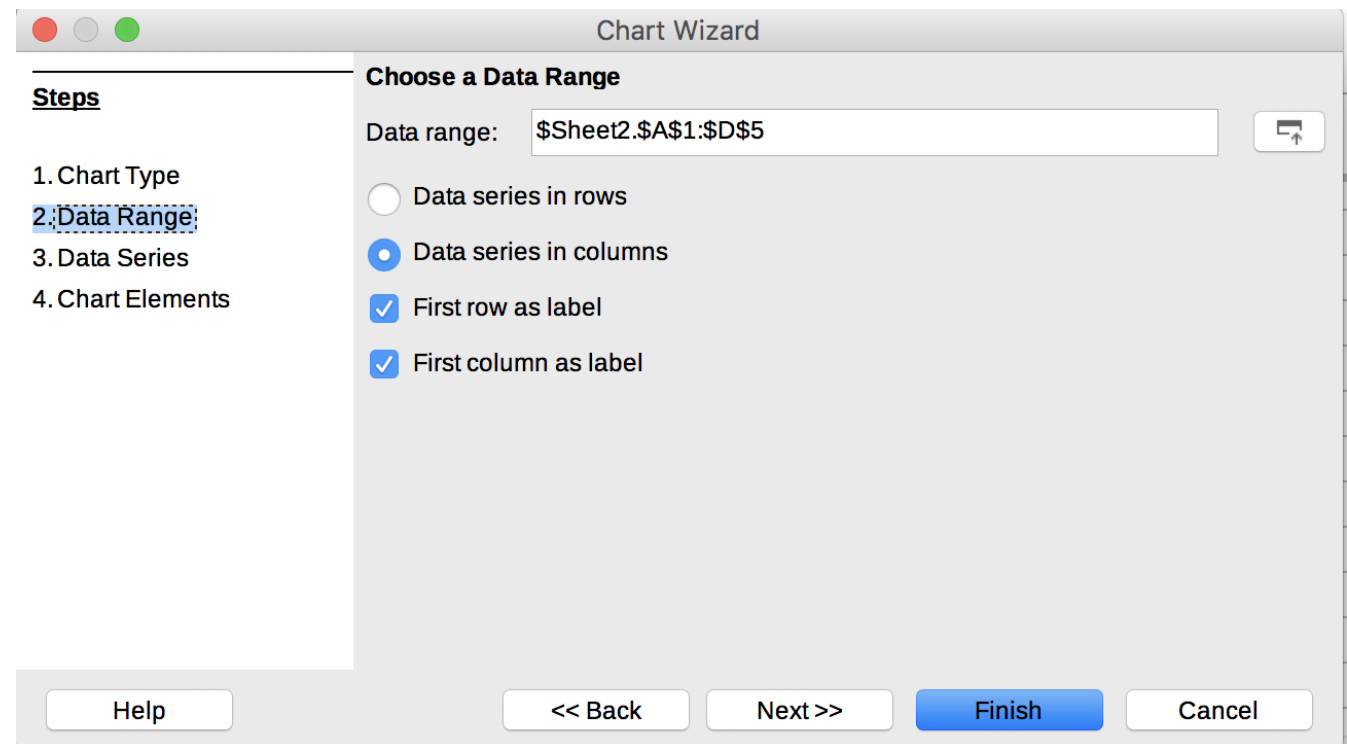 Chart Wizard
Steps
1. Chart Type
2. Data Range
3. Data Series
4. Chart Elements
Choose a Data Range
Data range: $Sheet2.$A$1:$D$5
Data series in rows
Data series in columns
First row as label
First column as label
Help << Back Next >> Finish Cancel